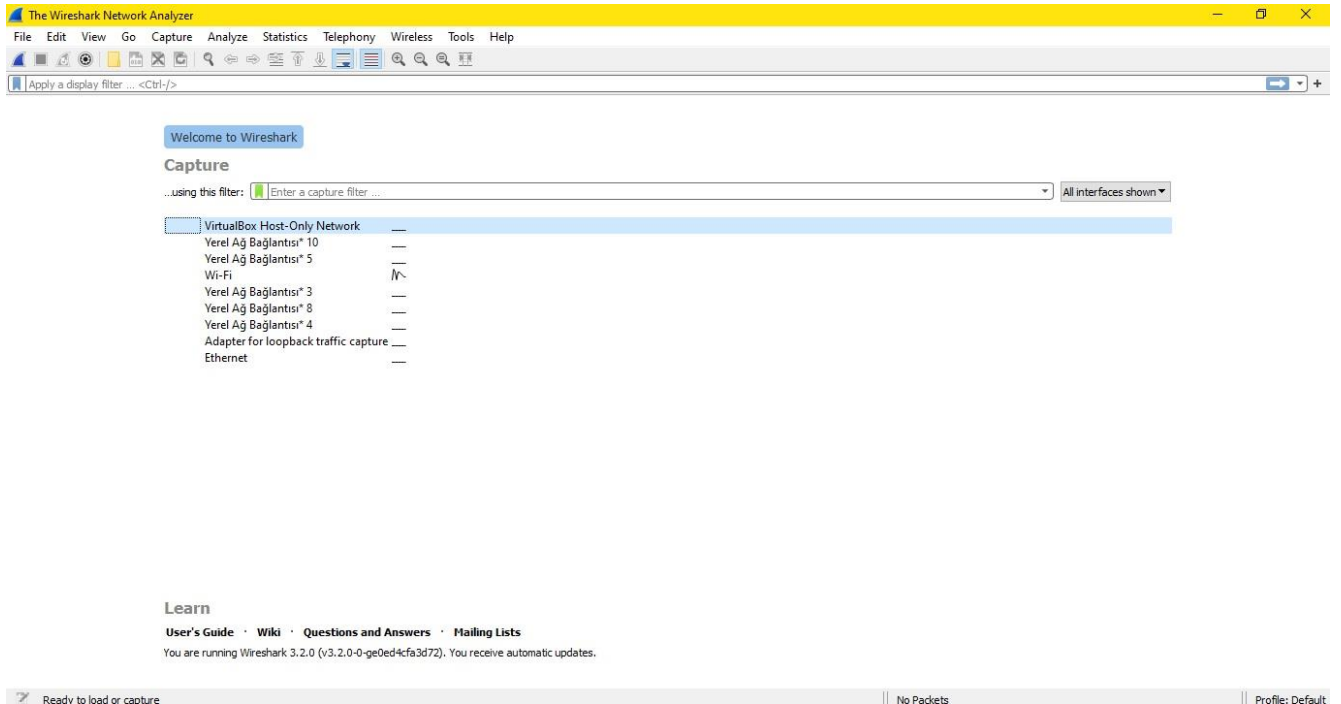 The Wireshark Network Analyzer
File Edit View Go Capture Analyze Statistics Telephony Wireless Tools Help
Apply a display filter ... <Ctrl-/>
Welcome to Wireshark
Capture
...using this filter: Enter a capture filter ... All interfaces shown
VirtualBox Host-Only Network
Yerel Ağ Bağlantısı* 10
Yerel Ağ Bağlantısı* 5
Wi-Fi
Yerel Ağ Bağlantısı* 3
Yerel Ağ Bağlantısı* 8
Yerel Ağ Bağlantısı* 4
Adapter for loopback traffic capture
Ethernet
Learn
User's Guide · Wiki · Questions and Answers · Mailing Lists
You are running Wireshark 3.2.0 (v3.2.0-0-ge0ed4cfa3d72). You receive automatic updates.
Ready to load or capture No Packets Profile: Default